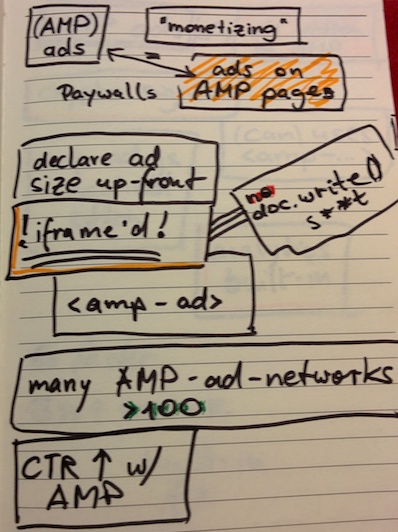 (AMP)
ads
"monetizing"
=
ads on
AMP pages
Paywalls
declare ad
size up-front
no
doc.write()
s**t
! iframe'd!
<amp-ad>
many AMP-ad-networks
>100
CTR ↑ w/
AMP